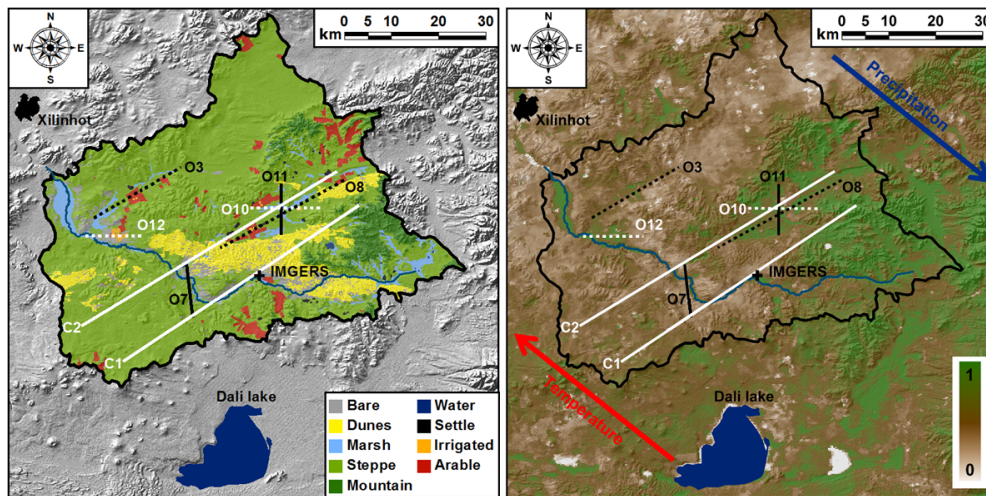 N
W E
S
0 10 20 30
km
Xilinhot
O3
O11
O8
O10
O12
IMGERS
O7
C2
C1
Dali lake
Bare
Dunes
Marsh
Steppe
Mountain
Water
Settle
Irrigated
Arable
N
W E
S
0 10 20 30
km
Precipitation
Xilinhot
O3
O11
O8
O10
O12
IMGERS
O7
C2
C1
Temperature
Dali lake
1
0